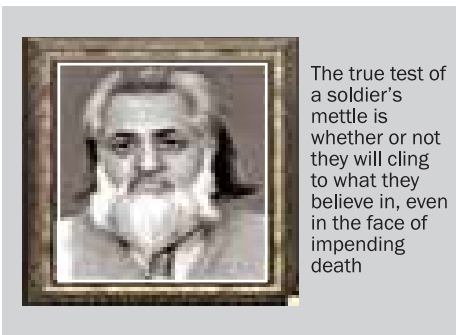 The true test of
a soldier's
mettle is
whether or not
they will cling
to what they
believe in, even
in the face of
impending
death